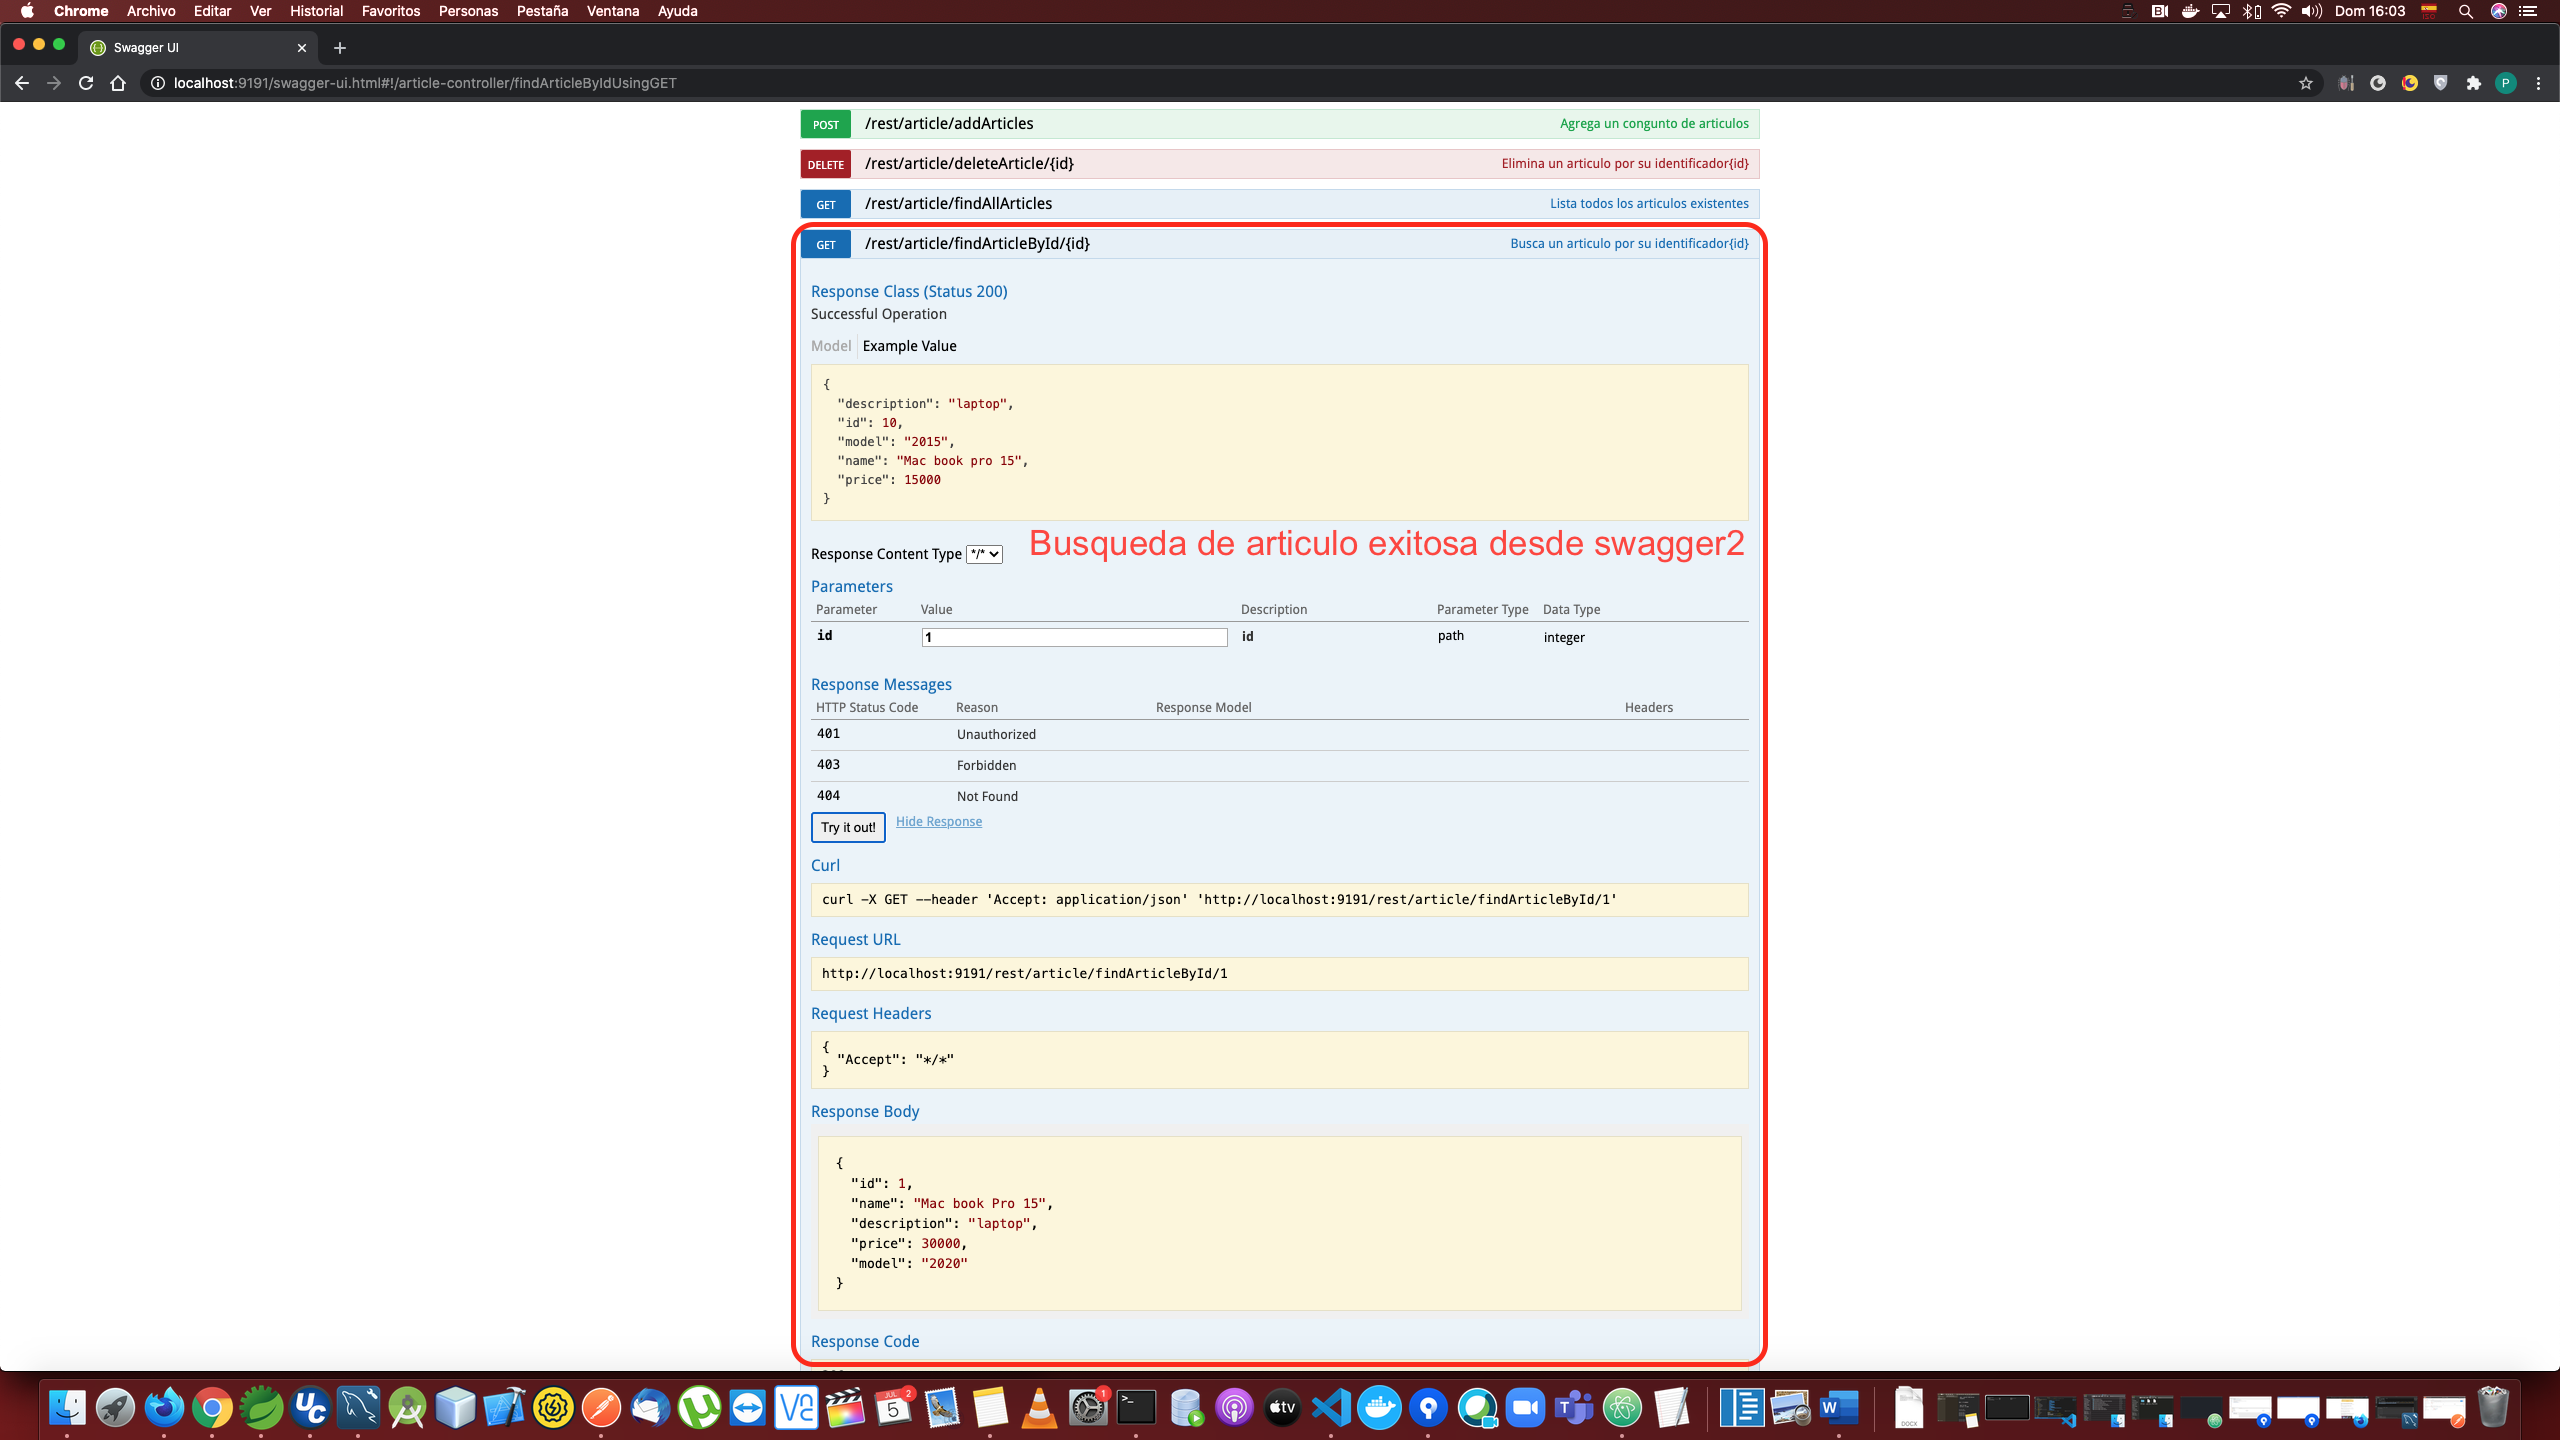 Chrome Archivo Editar Ver Historial Favoritos Personas Pestaña Ventana Ayuda Dom 16:03
Swagger UI
localhost:9191/swagger-ui.html#!/article-controller/findArticleByIdUsingGET
POST /rest/article/addArticles Agrega un congunto de articulos
DELETE /rest/article/deleteArticle/{id} Elimina un articulo por su identificador{id}
GET /rest/article/findAllArticles Lista todos los articulos existentes
GET /rest/article/findArticleById/{id} Busca un articulo por su identificador{id}
Response Class (Status 200)
Successful Operation
Model Example Value
{
"description": "laptop",
"id": 10,
"model": "2015",
"name": "Mac book pro 15",
"price": 15000
}
Busqueda de articulo exitosa desde swagger2
Response Content Type */*
Parameters
Parameter Value Description Parameter Type Data Type
id 1 id path integer
Response Messages
HTTP Status Code Reason Response Model Headers
401 Unauthorized
403 Forbidden
404 Not Found
Try it out! Hide Response
Curl
curl -X GET --header 'Accept: application/json' 'http://localhost:9191/rest/article/findArticleById/1'
Request URL
http://localhost:9191/rest/article/findArticleById/1
Request Headers
{
"Accept": "*/*"
}
Response Body
{
"id": 1,
"name": "Mac book Pro 15",
"description": "laptop",
"price": 30000,
"model": "2020"
}
Response Code